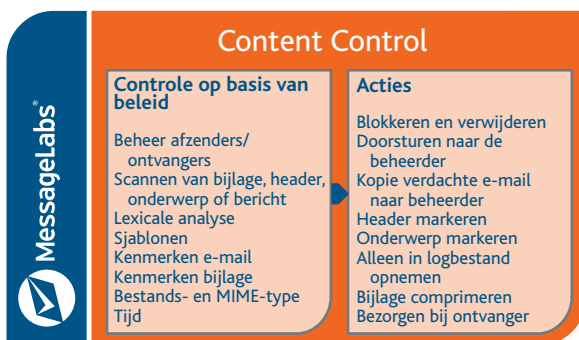 MessageLabs®
Content Control
Controle op basis van
beleid
Beheer afzenders/
ontvangers
Scannen van bijlage, header,
onderwerp of bericht
Lexicale analyse
Sjablonen
Kenmerken e-mail
Kenmerken bijlage
Bestands- en MIME-type
Tijd
Acties
Blokkeren en verwijderen
Doorsturen naar de
beheerder
Kopie verdachte e-mail
naar beheerder
Header markeren
Onderwerp markeren
Alleen in logbestand
opnemen
Bijlage comprimeren
Bezorgen bij ontvanger